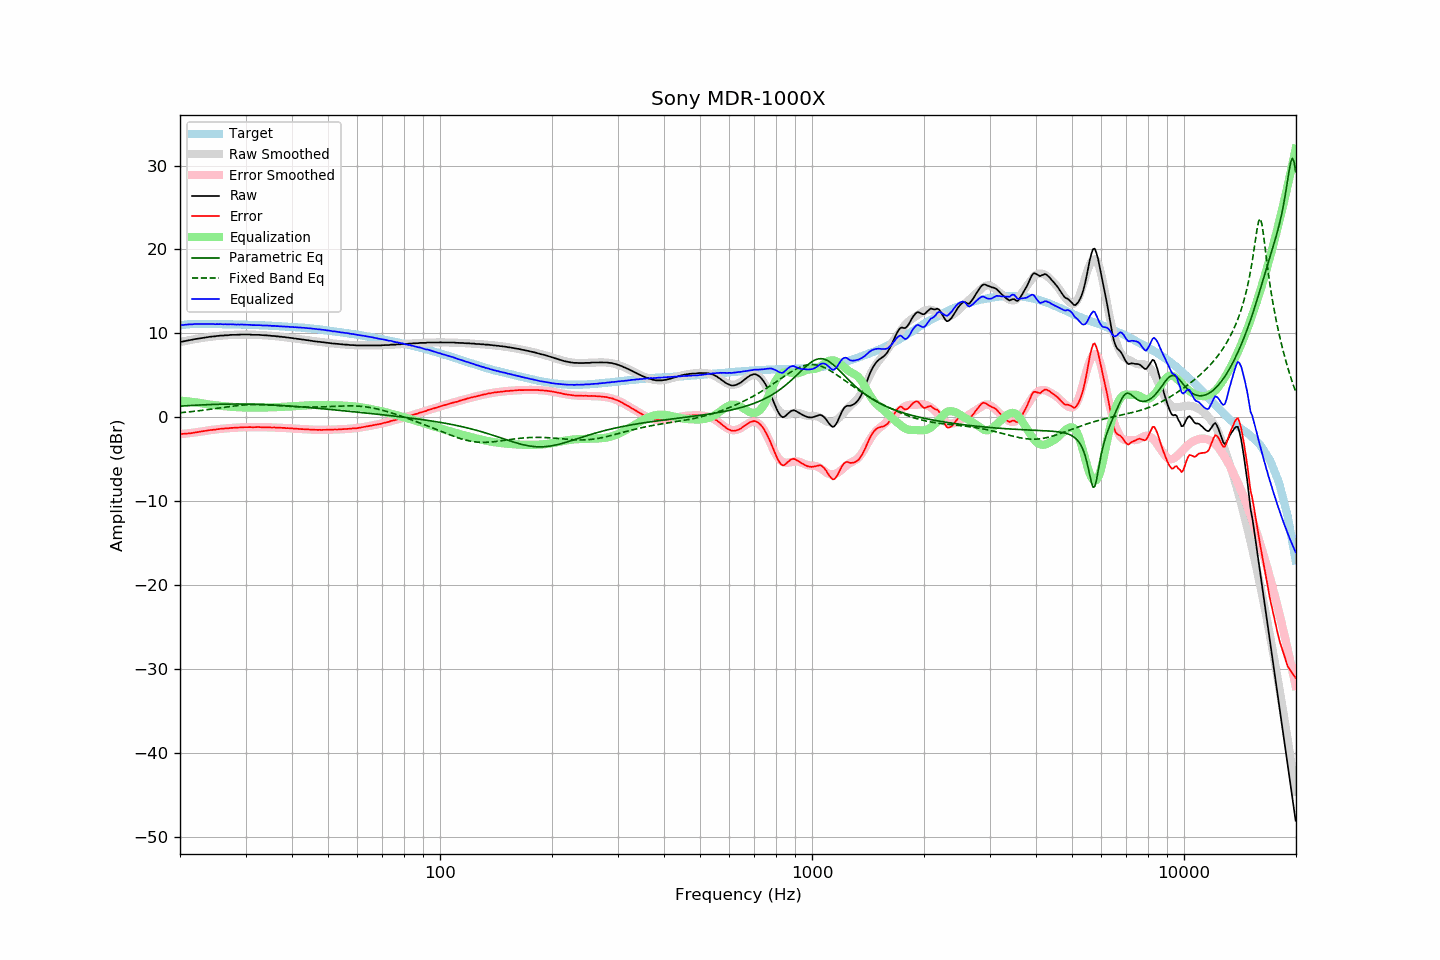 Sony MDR-1000X
Target
Raw Smoothed
Error Smoothed
Raw
Error
Equalization
Parametric Eq
Fixed Band Eq
Equalized
30
20
10
0
−10
−20
−30
−40
−50
Amplitude (dBr)
100
1000
10000
Frequency (Hz)